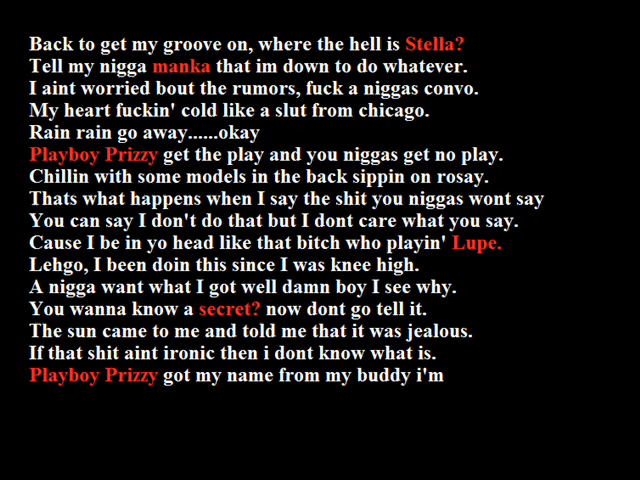 Back to get my groove on, where the hell is Stella?
Tell my nigga manka that im down to do whatever.
I aint worried bout the rumors, fuck a niggas convo.
My heart fuckin' cold like a slut from chicago.
Rain rain go away......okay
Playboy Prizzy get the play and you niggas get no play.
Chillin with some models in the back sippin on rosay.
Thats what happens when I say the shit you niggas wont say
You can say I don't do that but I dont care what you say.
Cause I be in yo head like that bitch who playin' Lupe.
Lehgo, I been doin this since I was knee high.
A nigga want what I got well damn boy I see why.
You wanna know a secret? now dont go tell it.
The sun came to me and told me that it was jealous.
If that shit aint ironic then i dont know what is.
Playboy Prizzy got my name from my buddy i'm